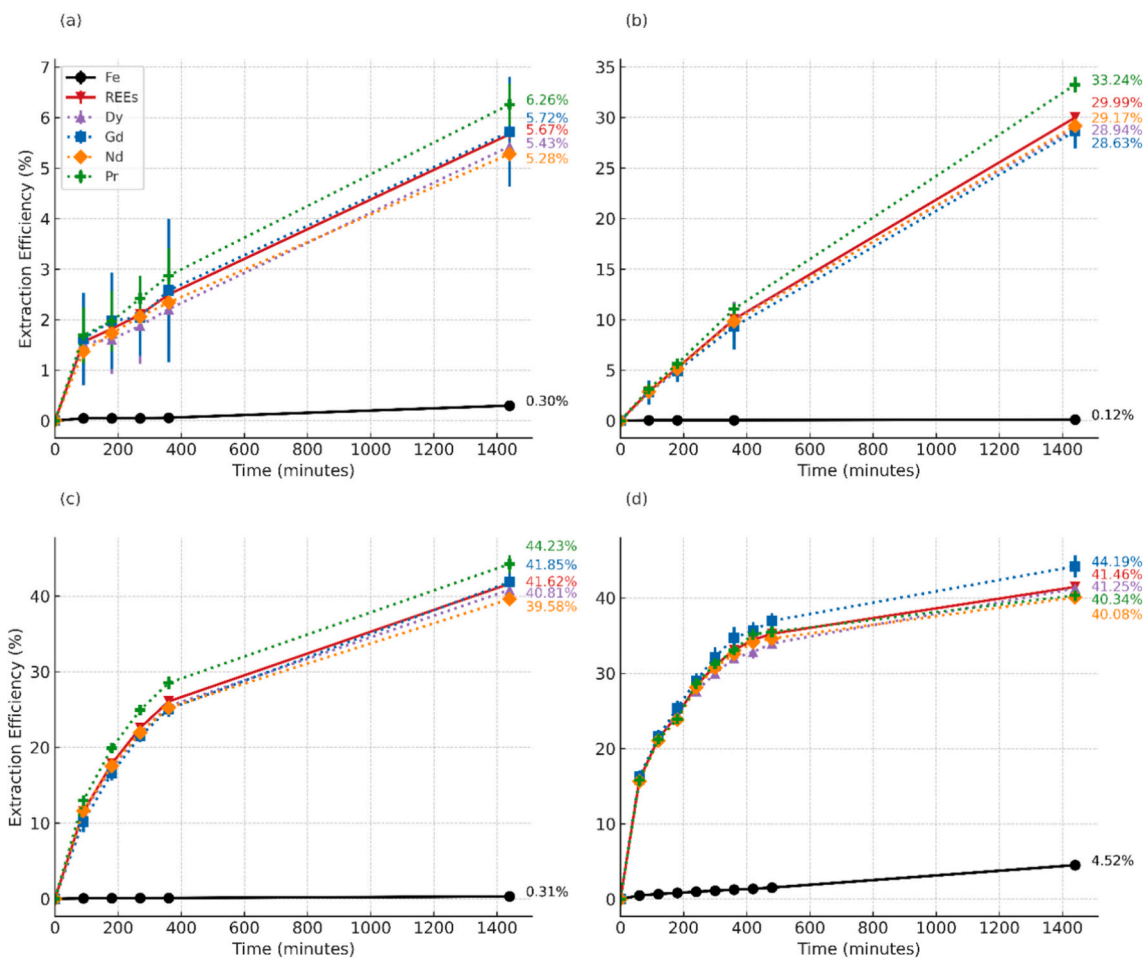 (a)
(b)
7
6
5
4
3
2
1
0
Extraction Efficiency (%)
Fe
REEs
Dy
Gd
Nd
Pr
6.26%
5.72%
5.67%
5.43%
5.28%
0.30%
0 200 400 600 800 1000 1200 1400
Time (minutes)
35
30
25
20
15
10
5
0
33.24%
29.99%
29.17%
28.94%
28.63%
0.12%
0 200 400 600 800 1000 1200 1400
Time (minutes)
(c)
(d)
40
30
20
10
0
Extraction Efficiency (%)
44.23%
41.85%
41.62%
40.81%
39.58%
0.31%
0 200 400 600 800 1000 1200 1400
Time (minutes)
40
30
20
10
0
44.19%
41.46%
41.25%
40.34%
40.08%
4.52%
0 200 400 600 800 1000 1200 1400
Time (minutes)